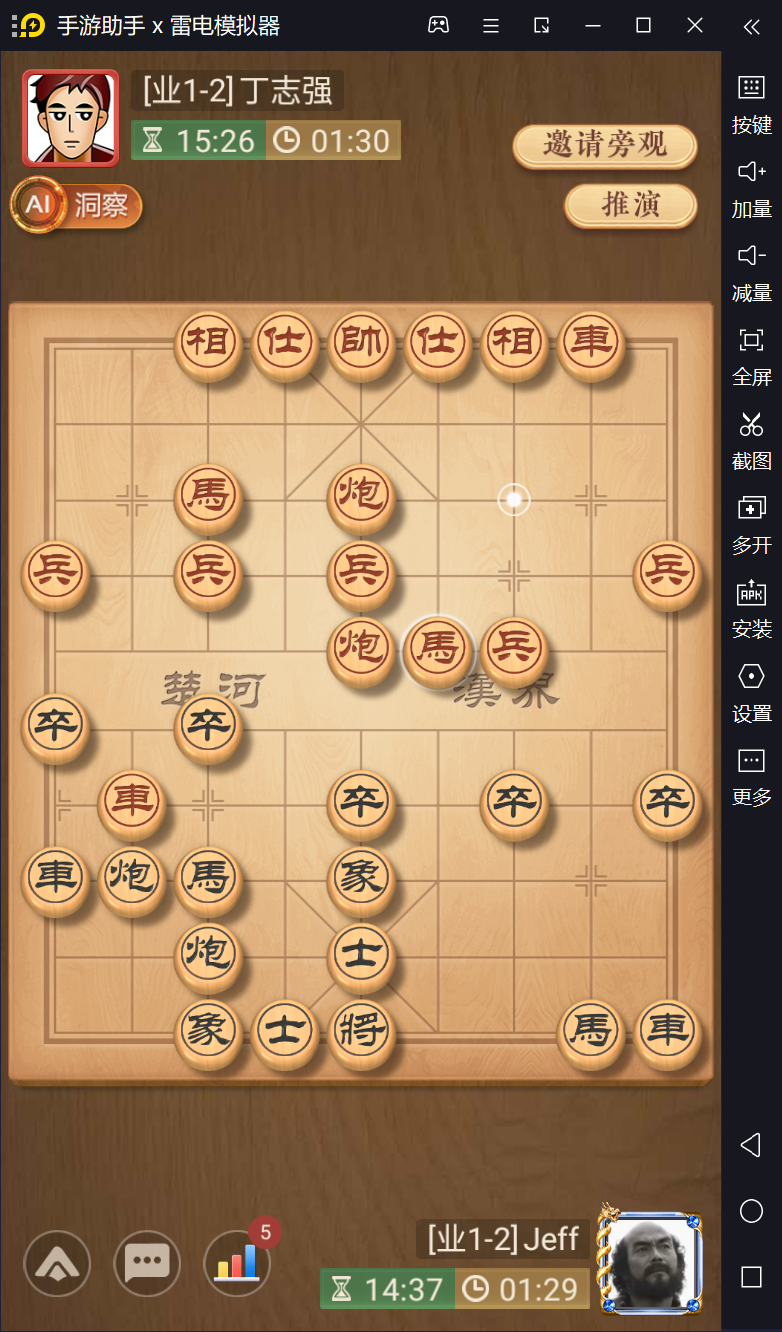 手游助手 x 雷电模拟器
[业1-2]丁志强
15:26 01:30
AI 洞察
邀请旁观
推演
按键
加量
减量
全屏
截图
多开
APK
安装
设置
更多
相 仕 帥 仕 相 車
馬 炮
兵 兵 兵 兵
炮 馬 兵
楚河 漢界
卒 卒
車 卒 卒 卒
車 炮 馬 象
炮 士
象 士 將 馬 車
5
[业1-2]Jeff
14:37 01:29